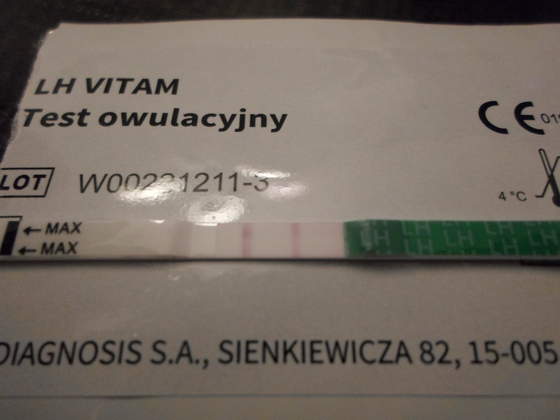 LH VITAM
Test owulacyjny
CE
LOT W00221211-3
4 °C
← MAX
← MAX
LH LH LH LH
DIAGNOSIS S.A., SIENKIEWICZA 82, 15-005